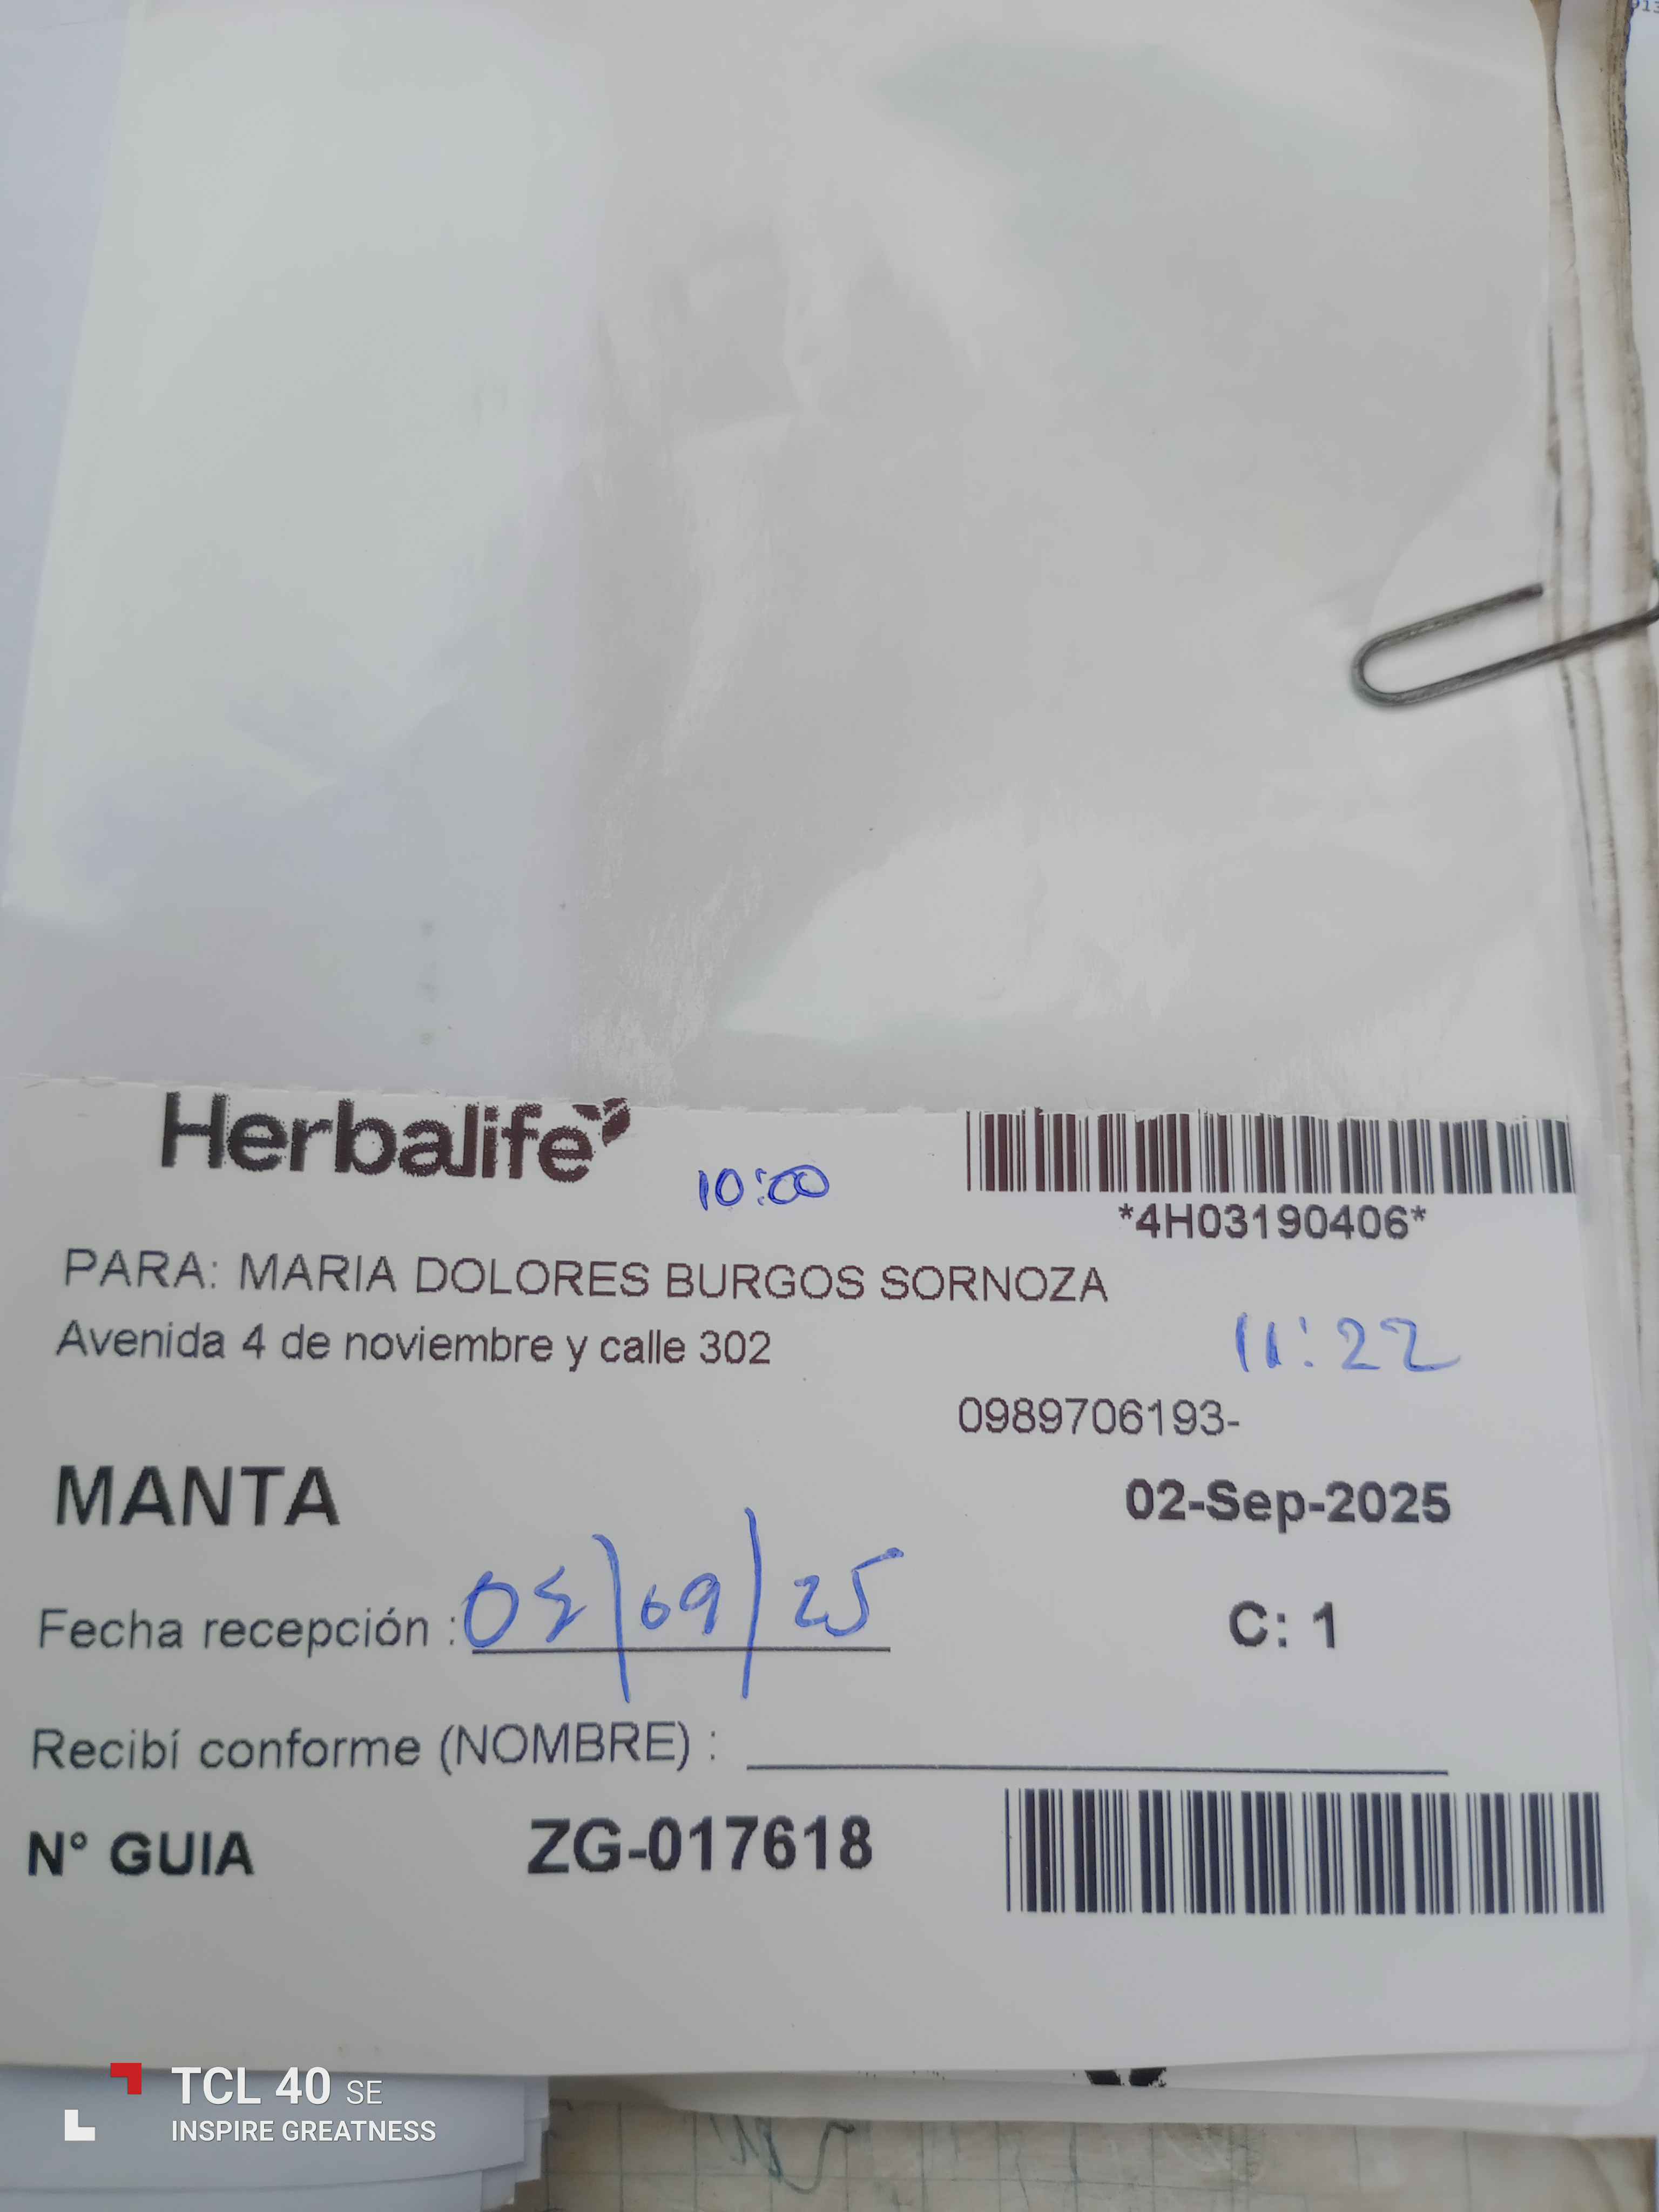 Herbalife
10:00
*4H03190406*
PARA: MARIA DOLORES BURGOS SORNOZA
Avenida 4 de noviembre y calle 302
11:22
0989706193-
MANTA
02-Sep-2025
Fecha recepción : /09/25
C: 1
Recibí conforme (NOMBRE) :
N° GUIA ZG-017618
TCL 40 SE
INSPIRE GREATNESS